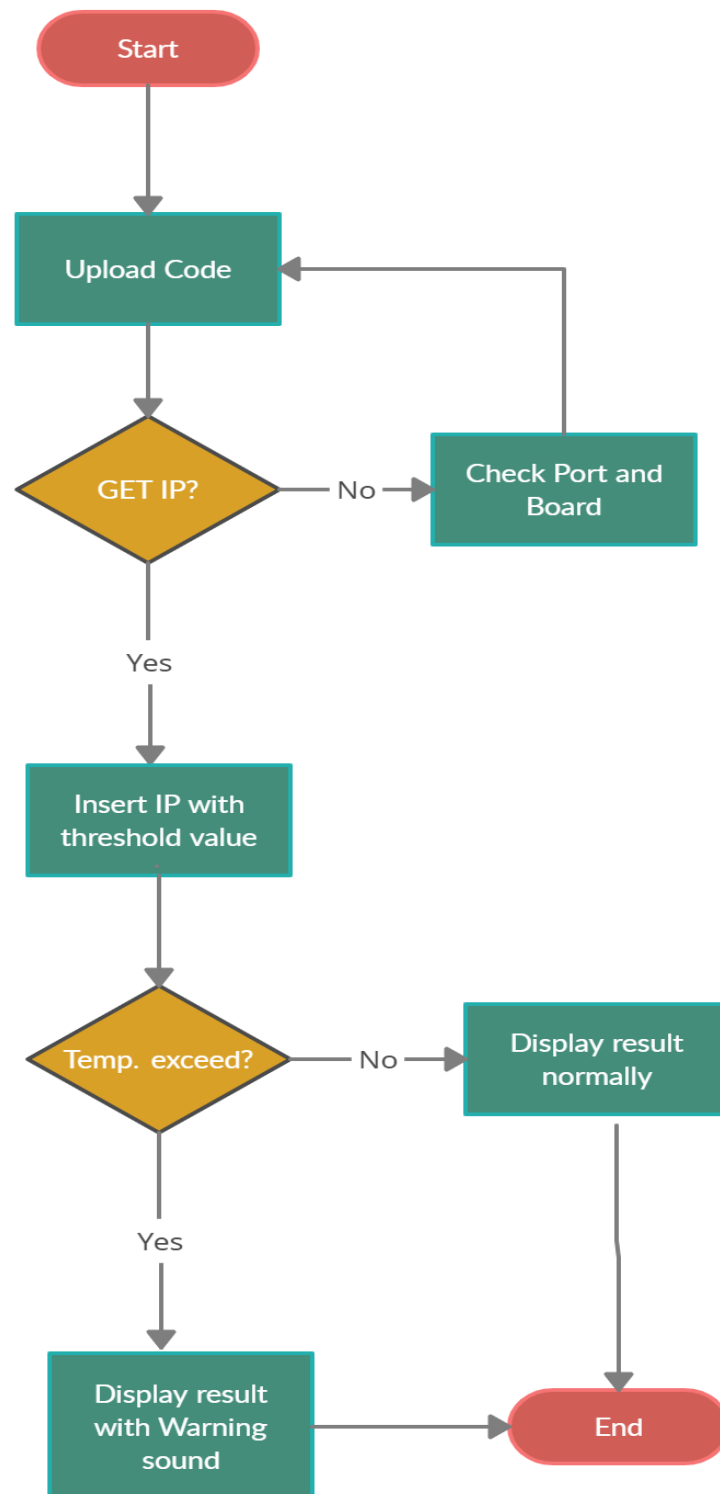 Start
Upload Code
GET IP?
No
Check Port and
Board
Yes
Insert IP with
threshold value
Temp. exceed?
No
Display result
normally
Yes
Display result
with Warning
sound
End